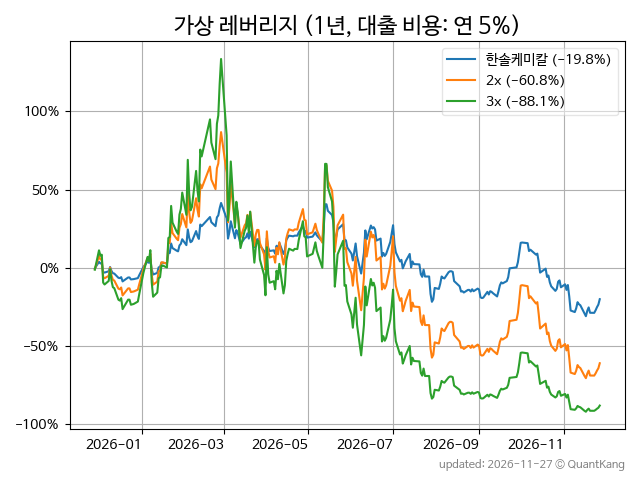 가상 레버리지 (1년, 대출 비용: 연 5%)
한솔케미칼 (−19.8%)
2x (−60.8%)
3x (−88.1%)
100%
50%
0%
−50%
−100%
2026-01 2026-03 2026-05 2026-07 2026-09 2026-11
updated: 2026-11-27 © QuantKang